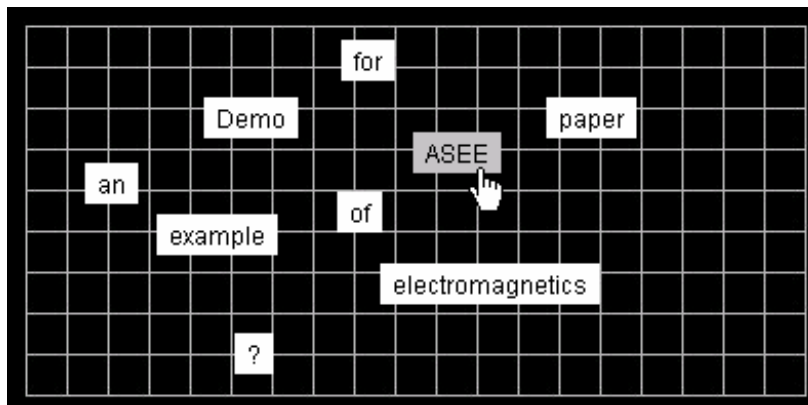 for
Demo
paper
ASEE
an
of
example
electromagnetics
?